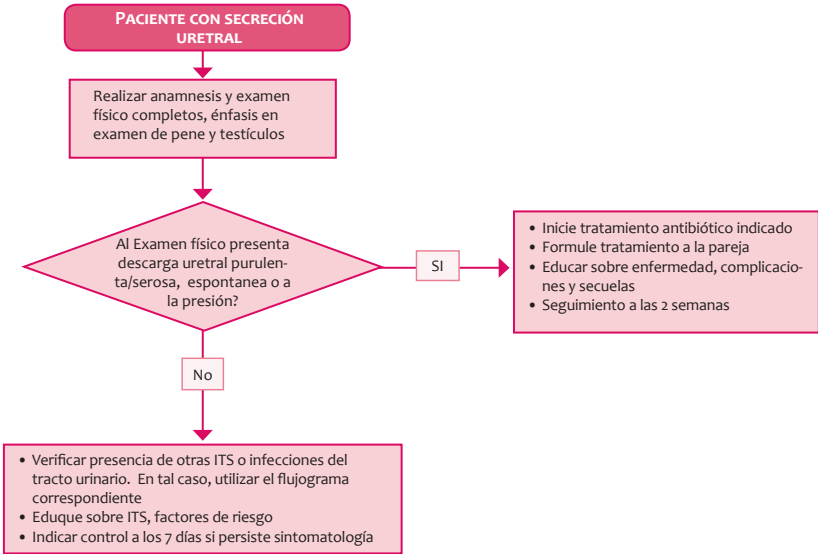 PACIENTE CON SECRECIÓN
URETRAL
Realizar anamnesis y examen
físico completos, énfasis en
examen de pene y testículos
Al Examen físico presenta
descarga uretral purulen-
ta/serosa, espontanea o a
la presión?
SI
• Inicie tratamiento antibiótico indicado
• Formule tratamiento a la pareja
• Educar sobre enfermedad, complicacio-
nes y secuelas
• Seguimiento a las 2 semanas
No
• Verificar presencia de otras ITS o infecciones del
tracto urinario. En tal caso, utilizar el flujograma
correspondiente
• Eduque sobre ITS, factores de riesgo
• Indicar control a los 7 días si persiste sintomatología